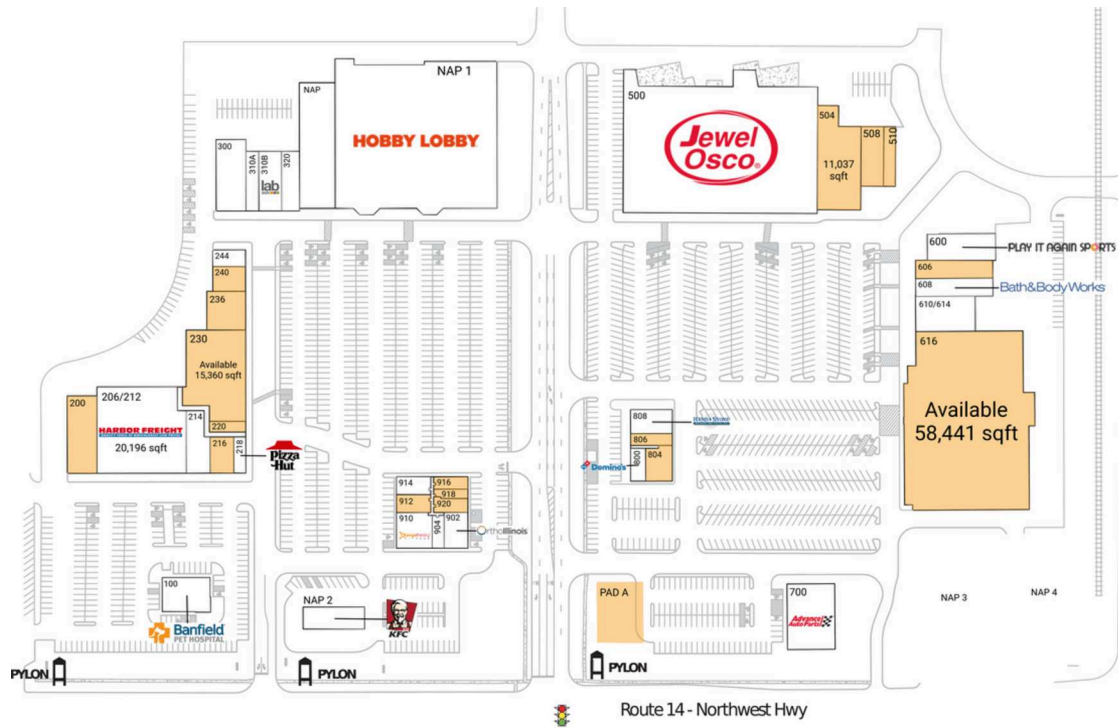 NAP 1
NAP
HOBBY LOBBY
300
310A
310B
320
lab
500
Jewel
Osco®
504
11,037
sqft
508
510
600
PLAY IT AGAIN SPORTS
606
608
Bath&BodyWorks
610/614
616
Available
58,441 sqft
244
240
236
230
Available
15,360 sqft
200
206/212
HARBOR FREIGHT
20,196 sqft
214
220
216
218
Pizza
Hut
808
806
800
804
Domino's
914
916
918
912
920
910
904
902
OrthoIllinois
100
Banfield
PET HOSPITAL
NAP 2
KFC
PAD A
700
Advance
Auto Parts
NAP 3
NAP 4
PYLON
PYLON
PYLON
Route 14 - Northwest Hwy